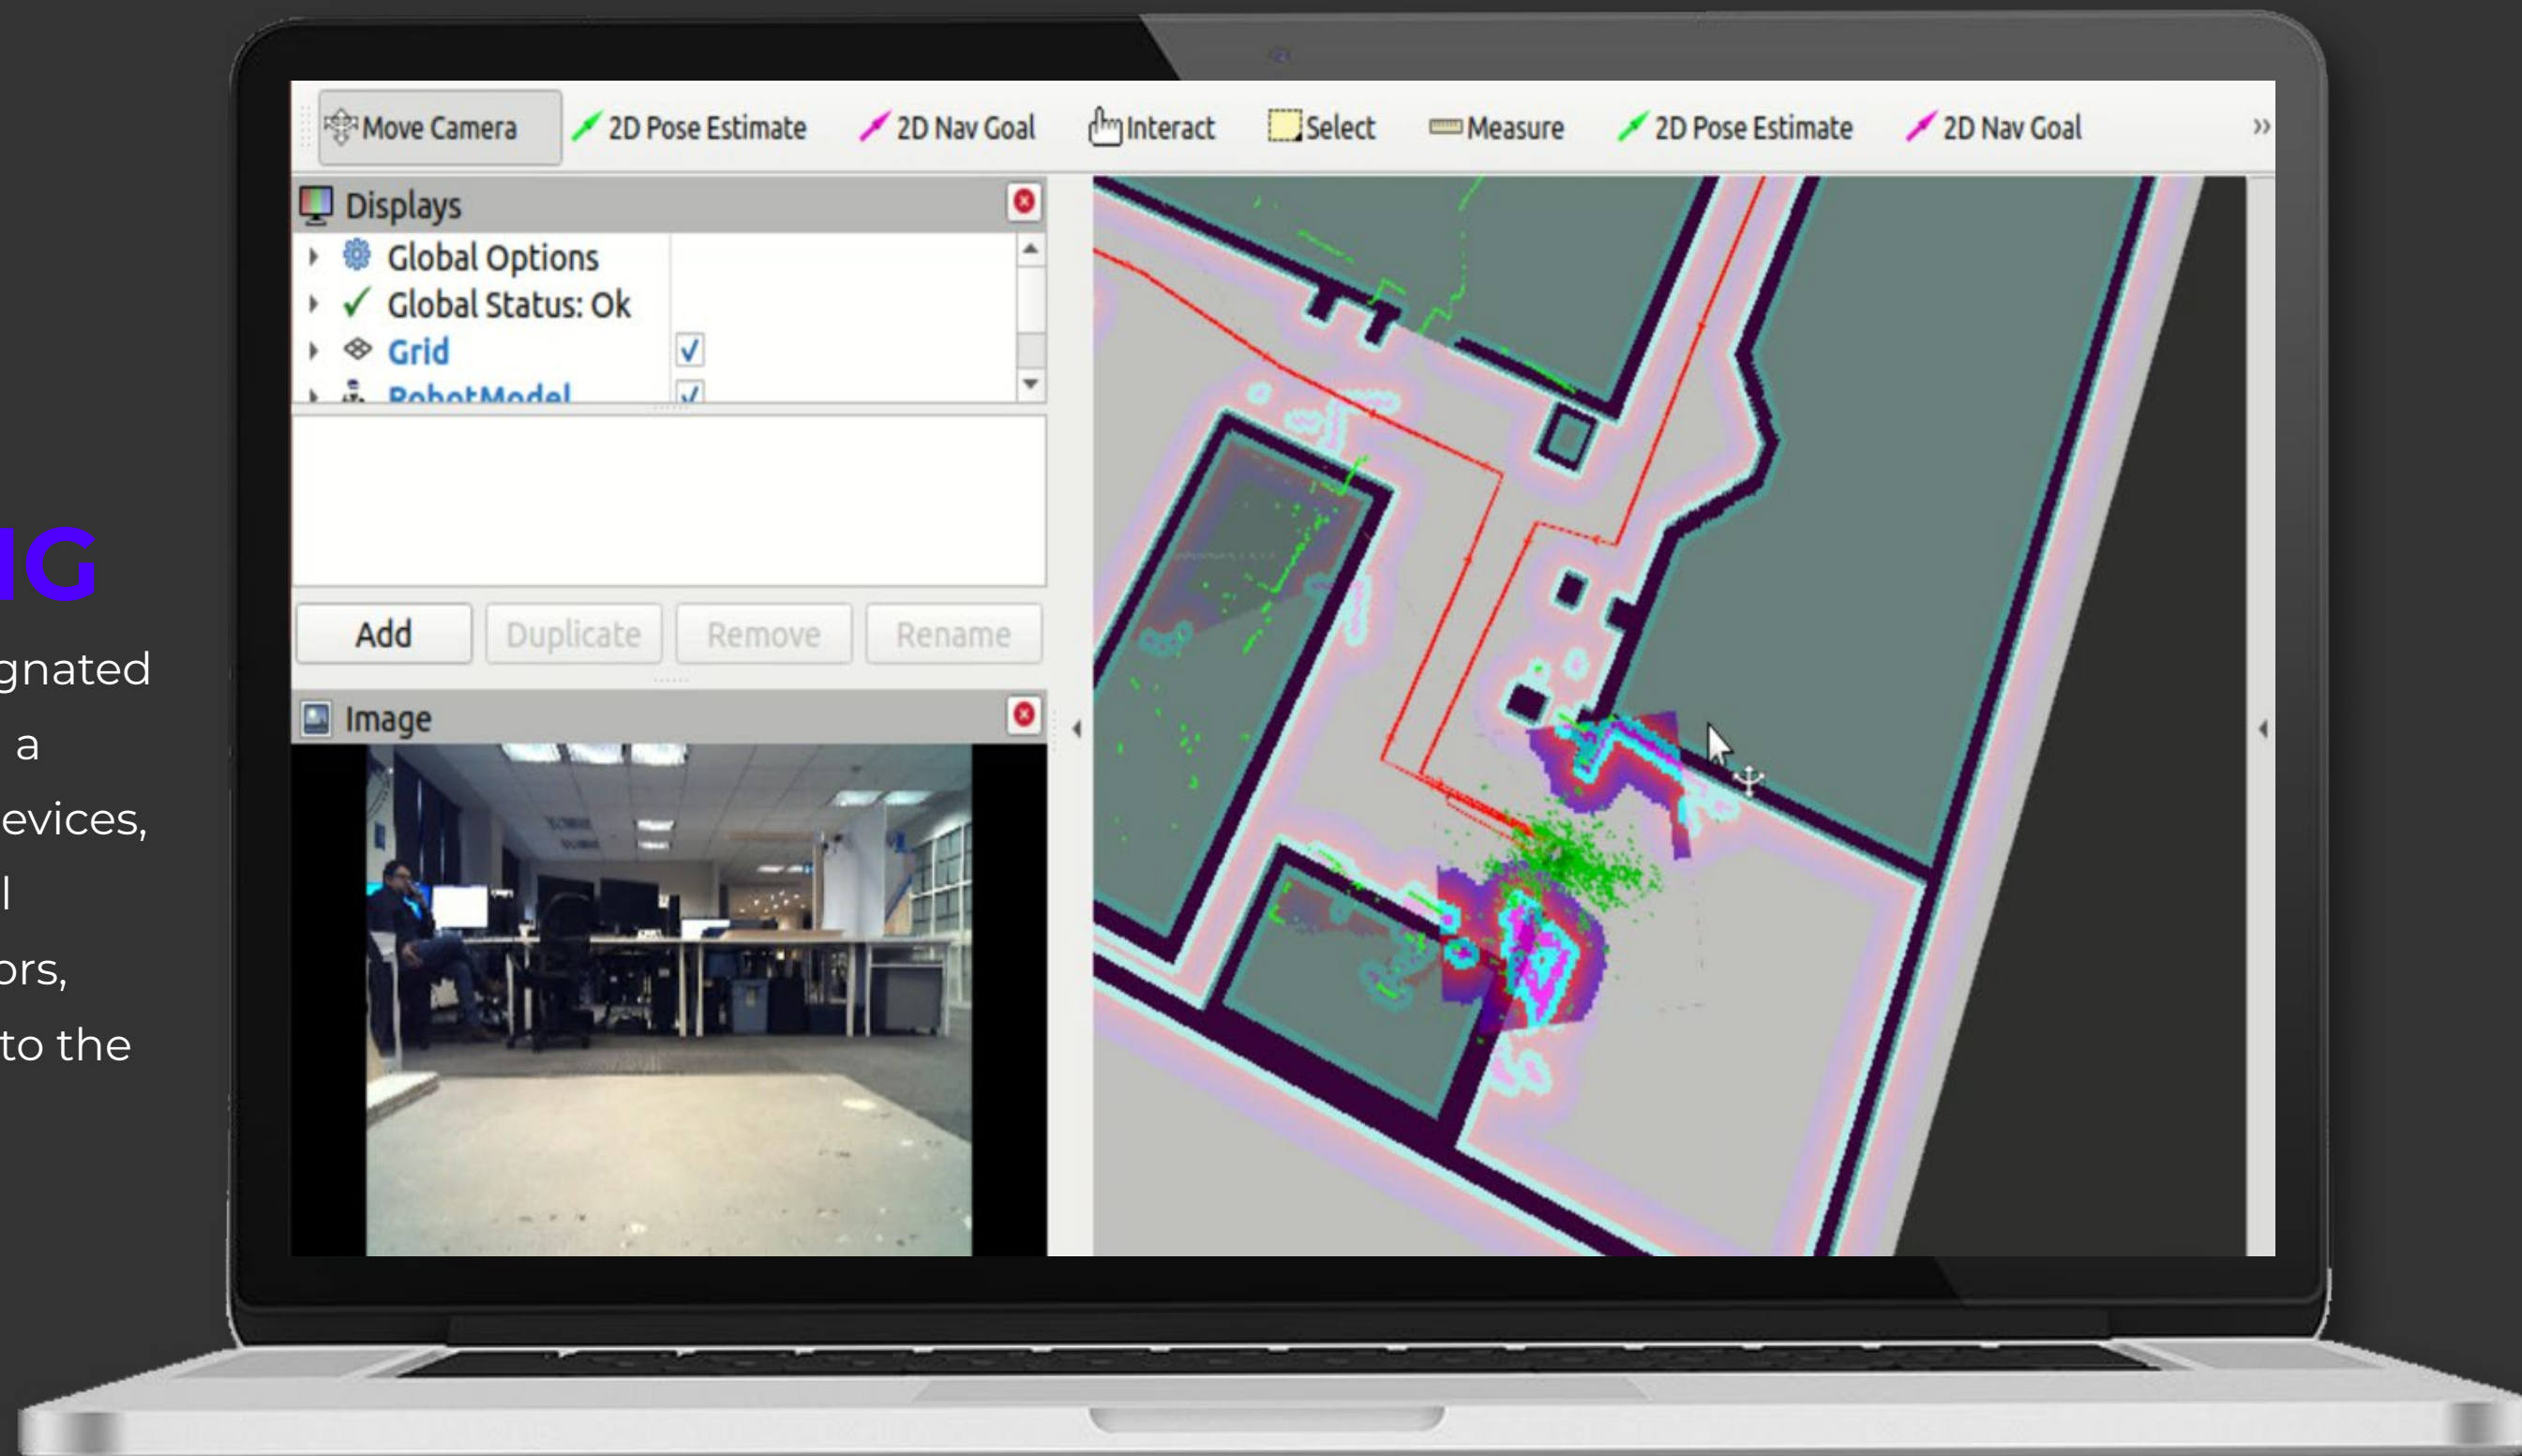 Move Camera 2D Pose Estimate 2D Nav Goal Interact Select Measure 2D Pose Estimate 2D Nav Goal »
Displays
Global Options
Global Status: Ok
Grid
RobotModel
Add Duplicate Remove Rename
Image
IG
gnated
a
evices,
l
ors,
to the